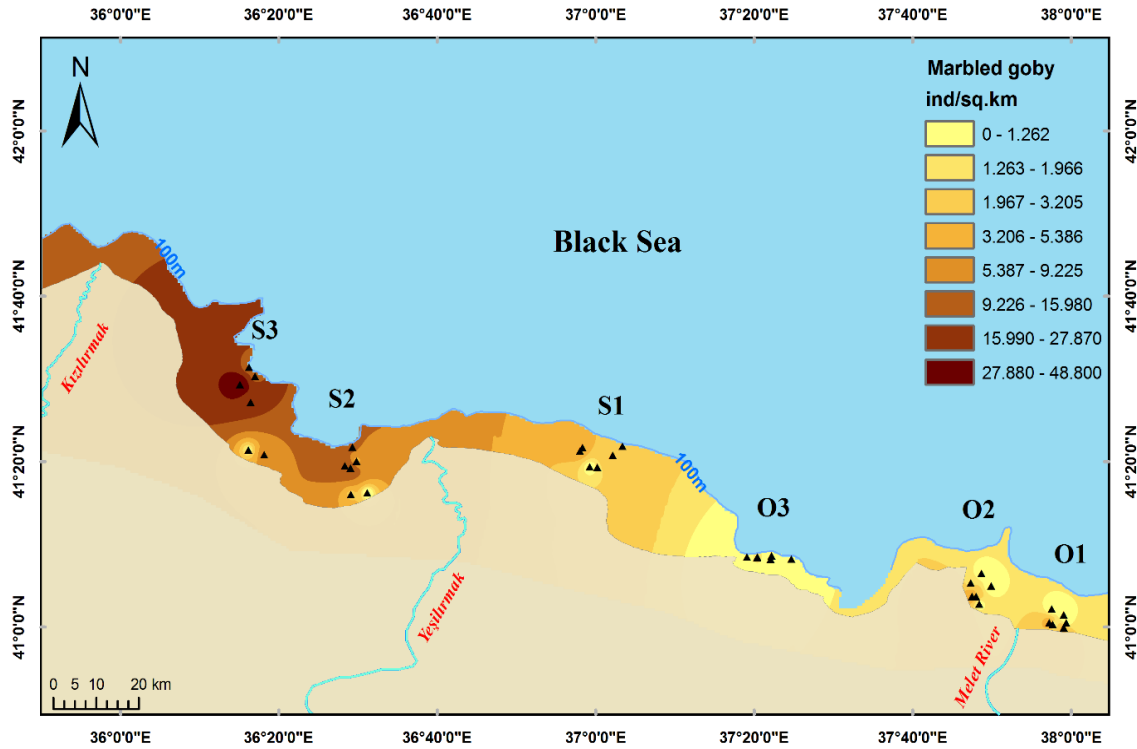 36°0'0"E 36°20'0"E 36°40'0"E 37°0'0"E 37°20'0"E 37°40'0"E 38°0'0"E
N
Marbled goby
ind/sq.km
0 - 1.262
1.263 - 1.966
1.967 - 3.205
3.206 - 5.386
5.387 - 9.225
9.226 - 15.980
15.990 - 27.870
27.880 - 48.800
42°0'0"N
42°0'0"N
Black Sea
100m
41°40'0"N
41°40'0"N
S3
Kızılırmak
S2
S1
41°20'0"N
41°20'0"N
100m
O3
O2
O1
Yeşilırmak
Melet River
41°0'0"N
41°0'0"N
0 5 10 20 km
36°0'0"E 36°20'0"E 36°40'0"E 37°0'0"E 37°20'0"E 37°40'0"E 38°0'0"E